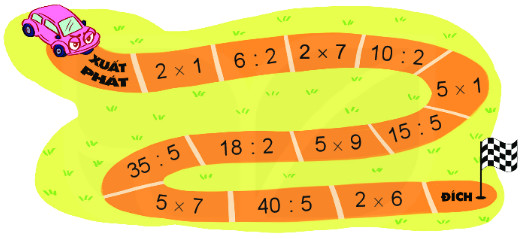 XUẤT
PHÁT
2 × 1
6 : 2
2 × 7
10 : 2
5 × 1
15 : 5
5 × 9
18 : 2
35 : 5
5 × 7
40 : 5
2 × 6
ĐÍCH